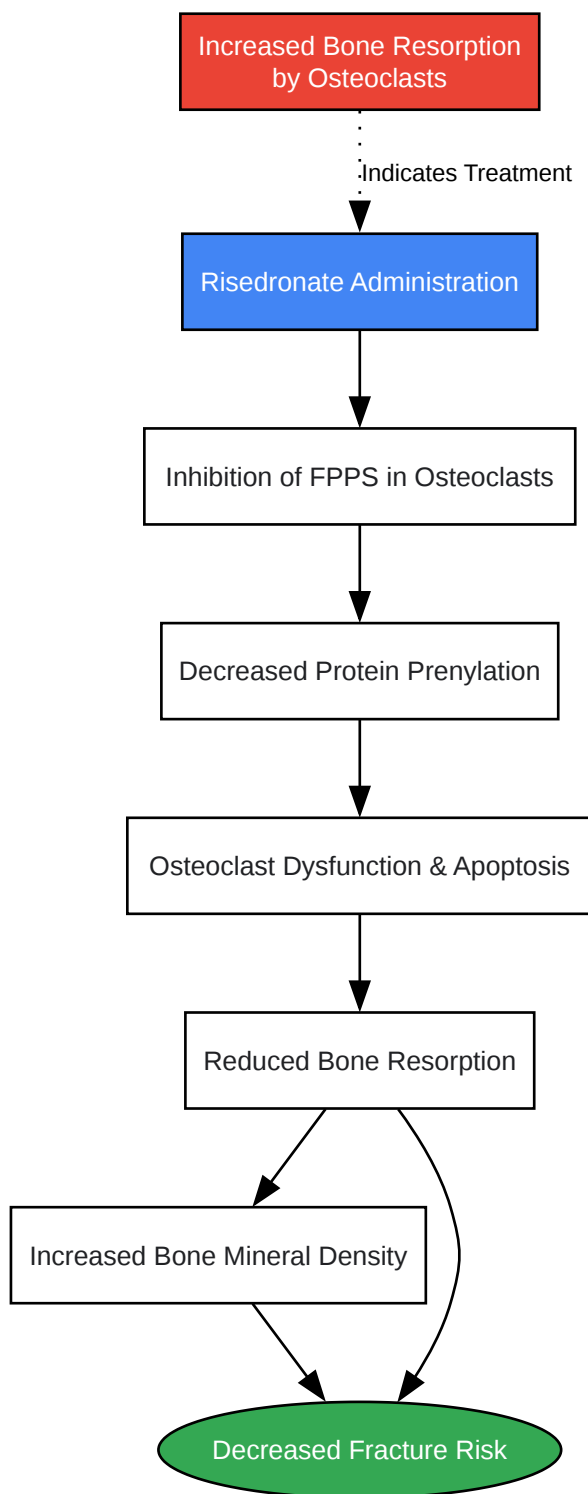 Increased Bone Resorption
by Osteoclasts
Indicates Treatment
Risedronate Administration
Inhibition of FPPS in Osteoclasts
Decreased Protein Prenylation
Osteoclast Dysfunction & Apoptosis
Reduced Bone Resorption
Increased Bone Mineral Density
Decreased Fracture Risk